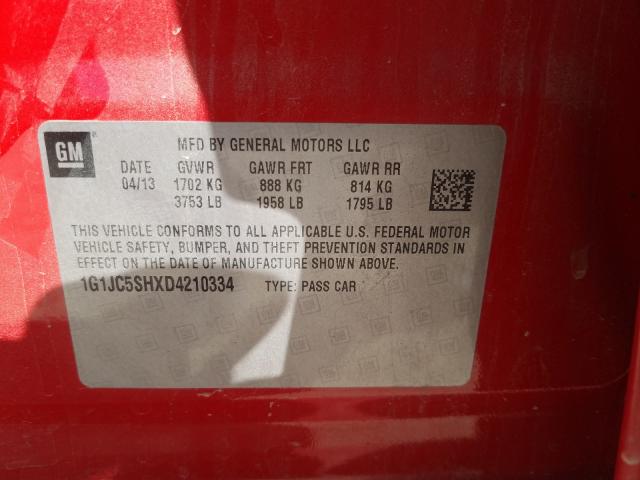 GM
MFD BY GENERAL MOTORS LLC
DATE GVWR GAWR FRT GAWR RR
04/13 1702 KG 888 KG 814 KG
3753 LB 1958 LB 1795 LB
THIS VEHICLE CONFORMS TO ALL APPLICABLE U.S. FEDERAL MOTOR
VEHICLE SAFETY, BUMPER, AND THEFT PREVENTION STANDARDS IN
EFFECT ON THE DATE OF MANUFACTURE SHOWN ABOVE.
1G1JC5SHXD4210334 TYPE: PASS CAR